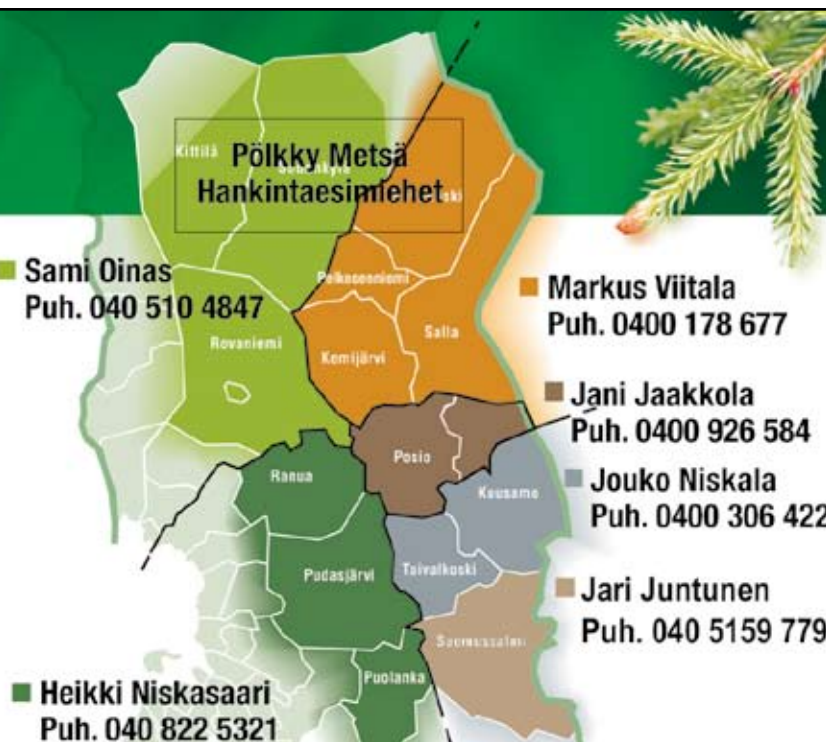 Pölkky Metsä
Hankintaesimiehet
Kittilä
Sami Oinas
Puh. 040 510 4847
Pelkosenniemi
Markus Viitala
Puh. 0400 178 677
Rovaniemi
Kemijärvi
Salla
Jani Jaakkola
Puh. 0400 926 584
Posio
Ranua
Kuusamo
Jouko Niskala
Puh. 0400 306 422
Pudasjärvi
Taivalkoski
Jari Juntunen
Puh. 040 5159 779
Suomussalmi
Puolanka
Heikki Niskasaari
Puh. 040 822 5321